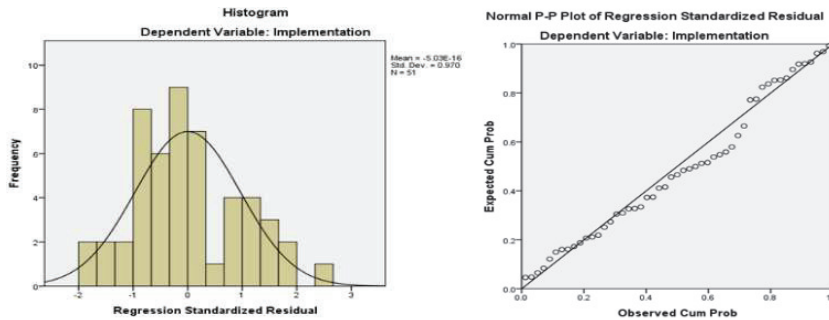 Histogram
Dependent Variable: Implementation
Mean = -5.03E-16
Std. Dev. = 0.970
N = 51
10
8
6
4
2
0
Frequency
-2
-1
0
1
2
3
Regression Standardized Residual
Normal P-P Plot of Regression Standardized Residual
Dependent Variable: Implementation
1.0
0.8
0.6
0.4
0.2
0.0
Expected Cum Prob
0.0
0.2
0.4
0.6
0.8
1.0
Observed Cum Prob